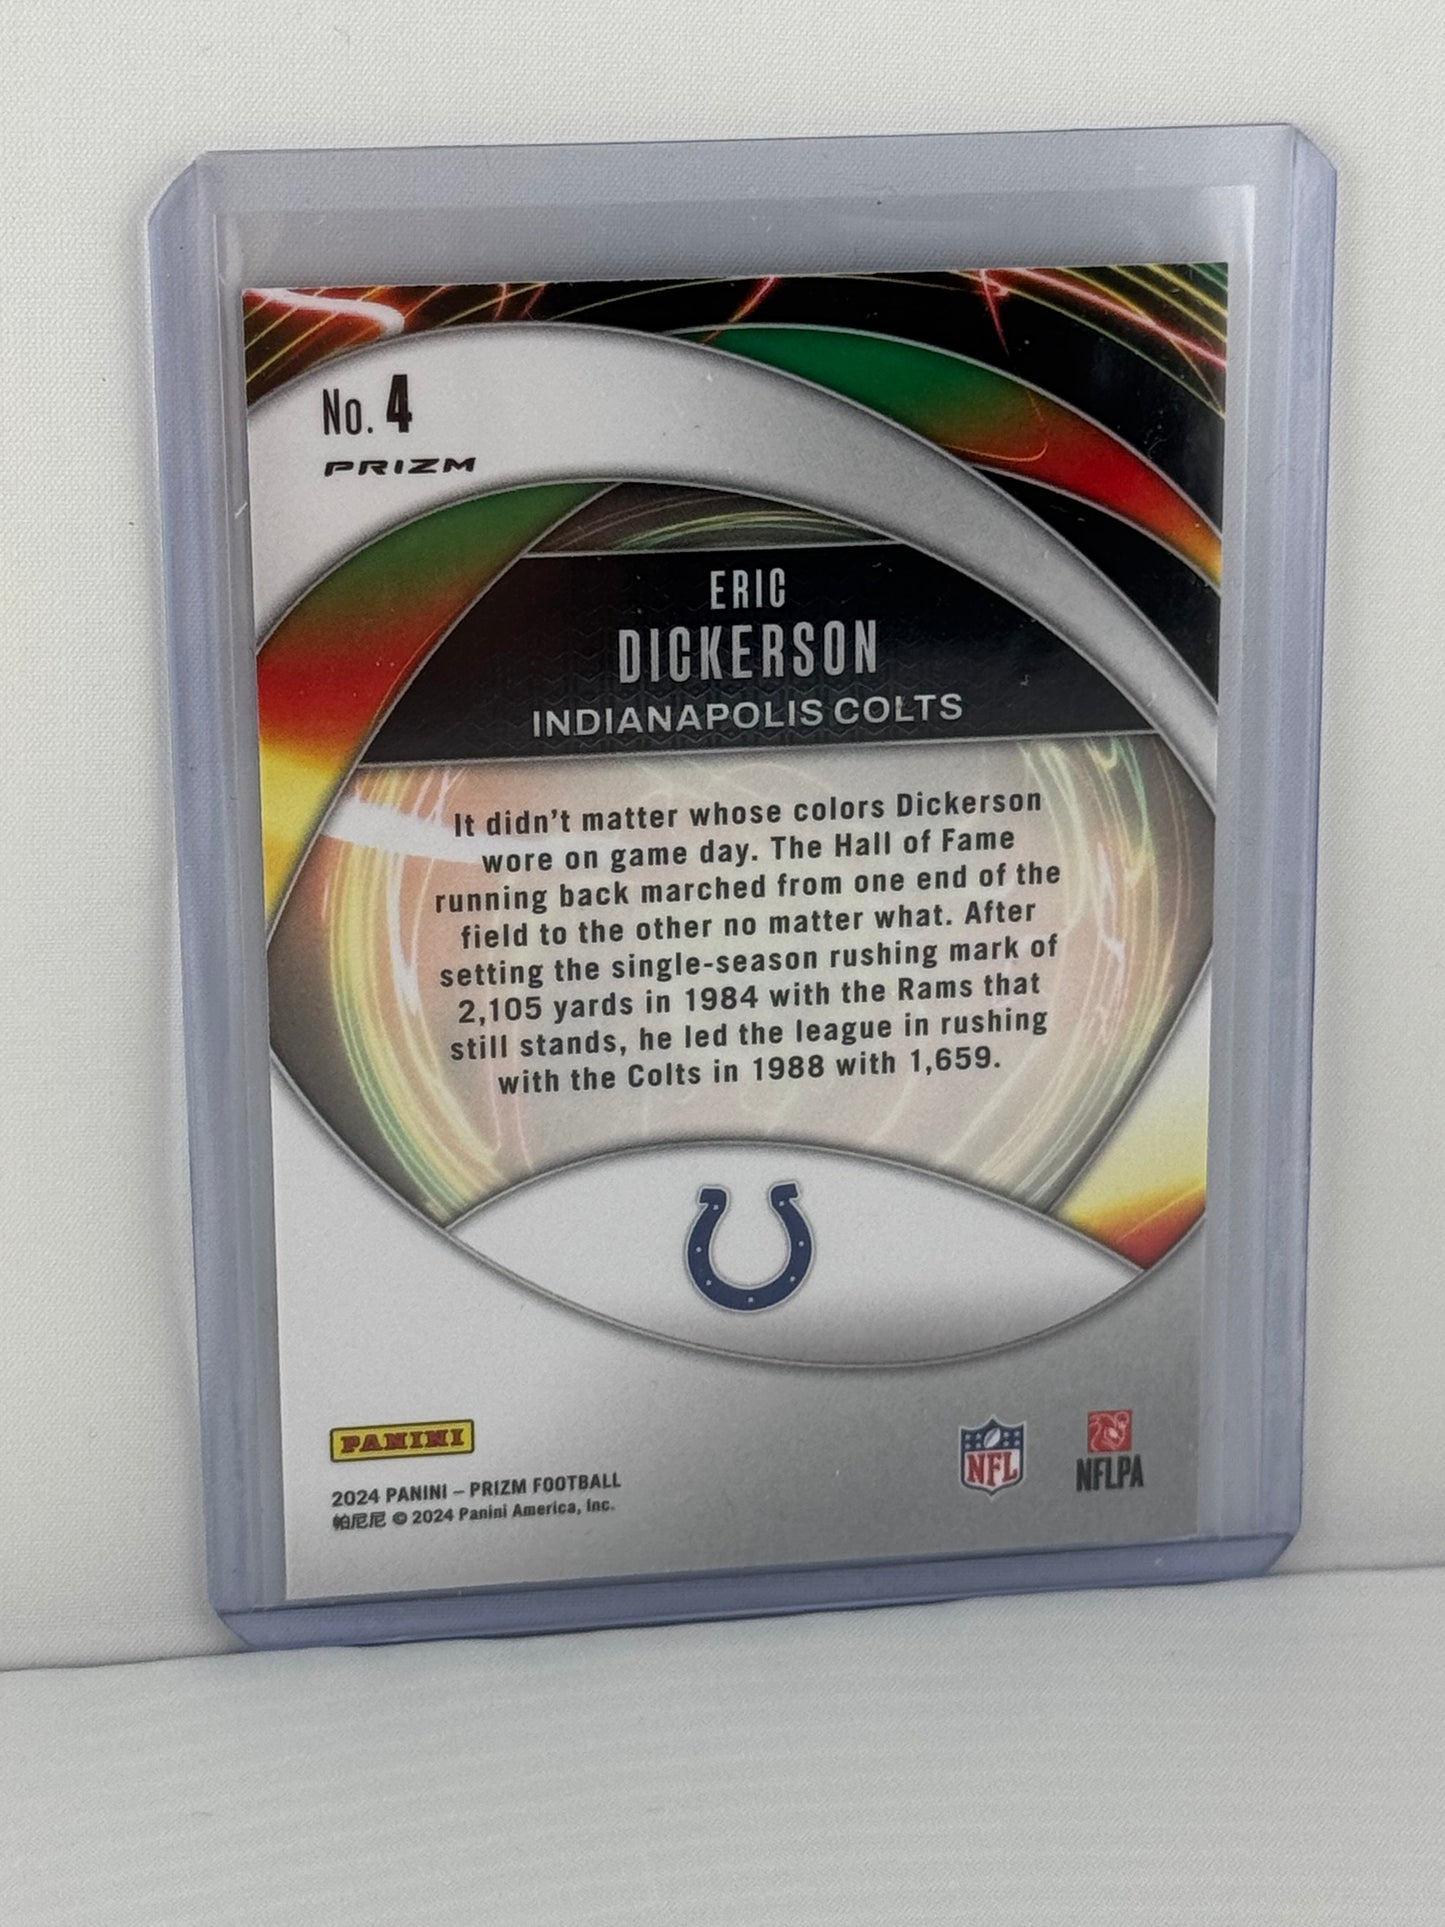 No. 4
PRIZM
ERIC
DICKERSON
INDIANAPOLIS COLTS
It didn't matter whose colors Dickerson
wore on game day. The Hall of Fame
running back marched from one end of the
field to the other no matter what. After
setting the single-season rushing mark of
2,105 yards in 1984 with the Rams that
still stands, he led the league in rushing
with the Colts in 1988 with 1,659.
PANINI
2024 PANINI – PRIZM FOOTBALL
帕尼尼 © 2024 Panini America, Inc.
NFL
NFLPA